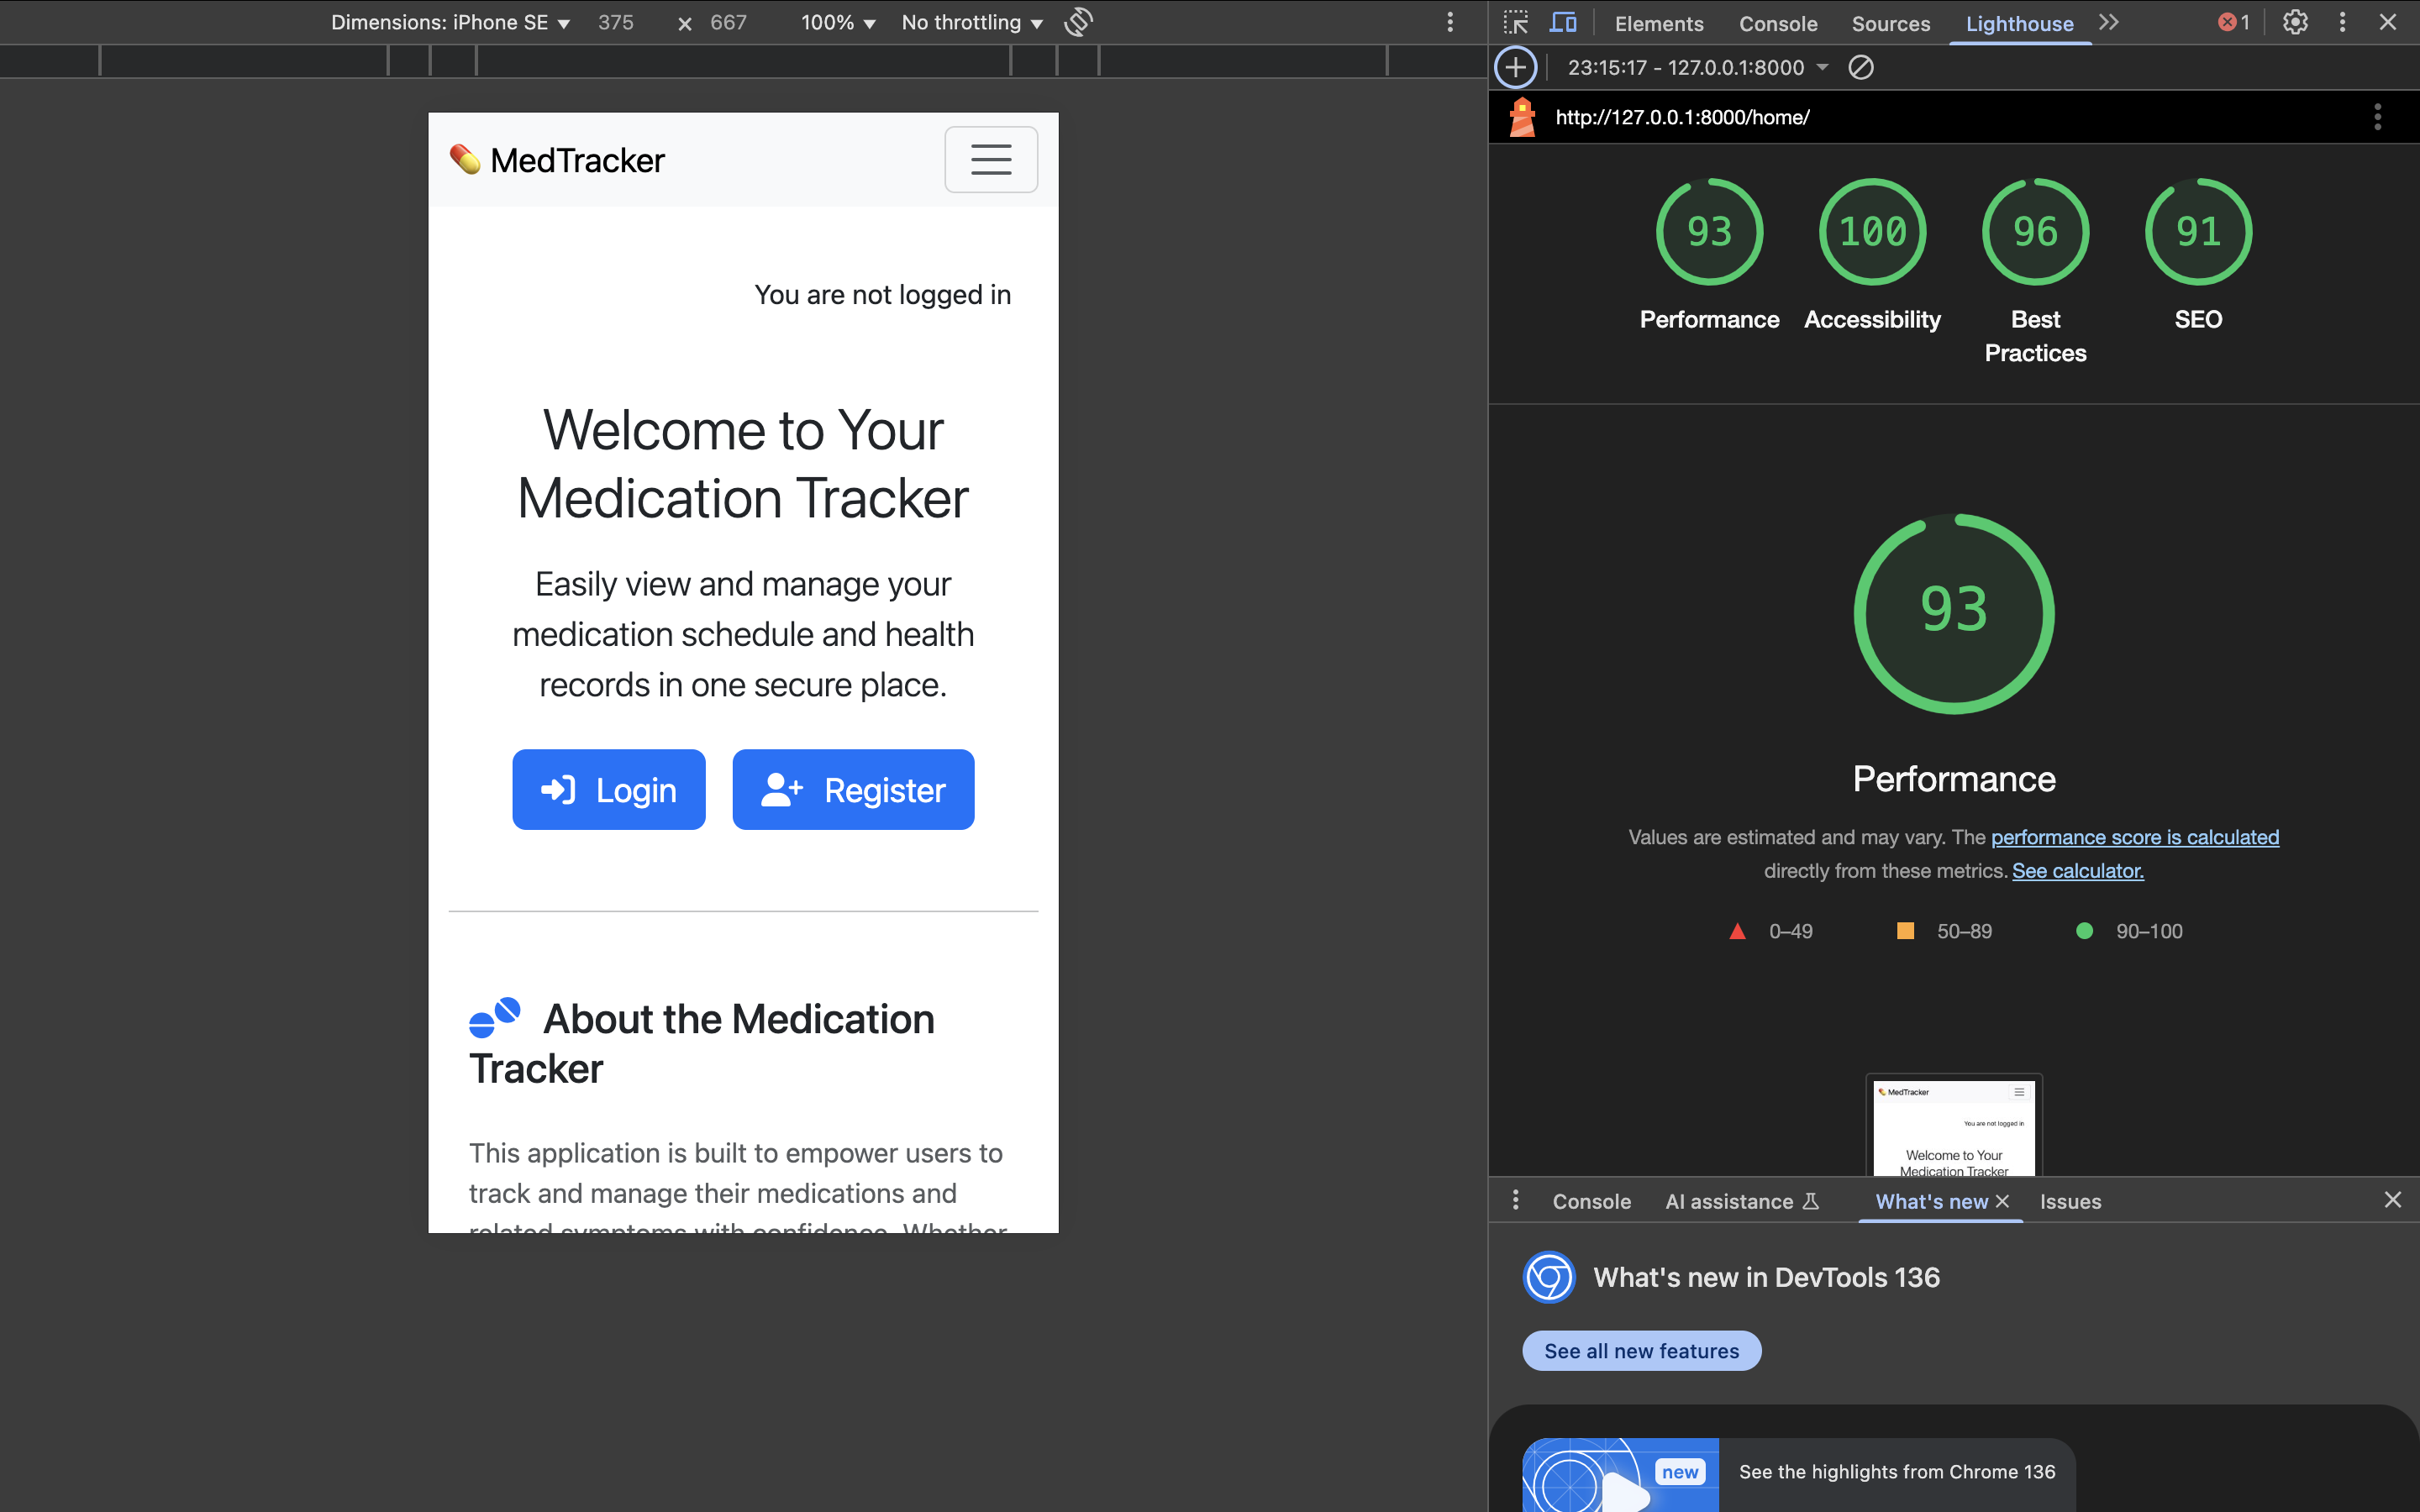 Dimensions: iPhone SE 375 × 667 100% No throttling
MedTracker
You are not logged in
Welcome to Your
Medication Tracker
Easily view and manage your
medication schedule and health
records in one secure place.
Login Register
About the Medication
Tracker
This application is built to empower users to
track and manage their medications and
related symptoms with confidence. Whether
Elements Console Sources Lighthouse 1
23:15:17 - 127.0.0.1:8000
http://127.0.0.1:8000/home/
93 100 96 91
Performance Accessibility Best
Practices SEO
93
Performance
Values are estimated and may vary. The performance score is calculated
directly from these metrics. See calculator.
0–49 50–89 90–100
MedTracker
You are not logged in
Welcome to Your
Medication Tracker
Console AI assistance What's new Issues
What's new in DevTools 136
See all new features
new
See the highlights from Chrome 136